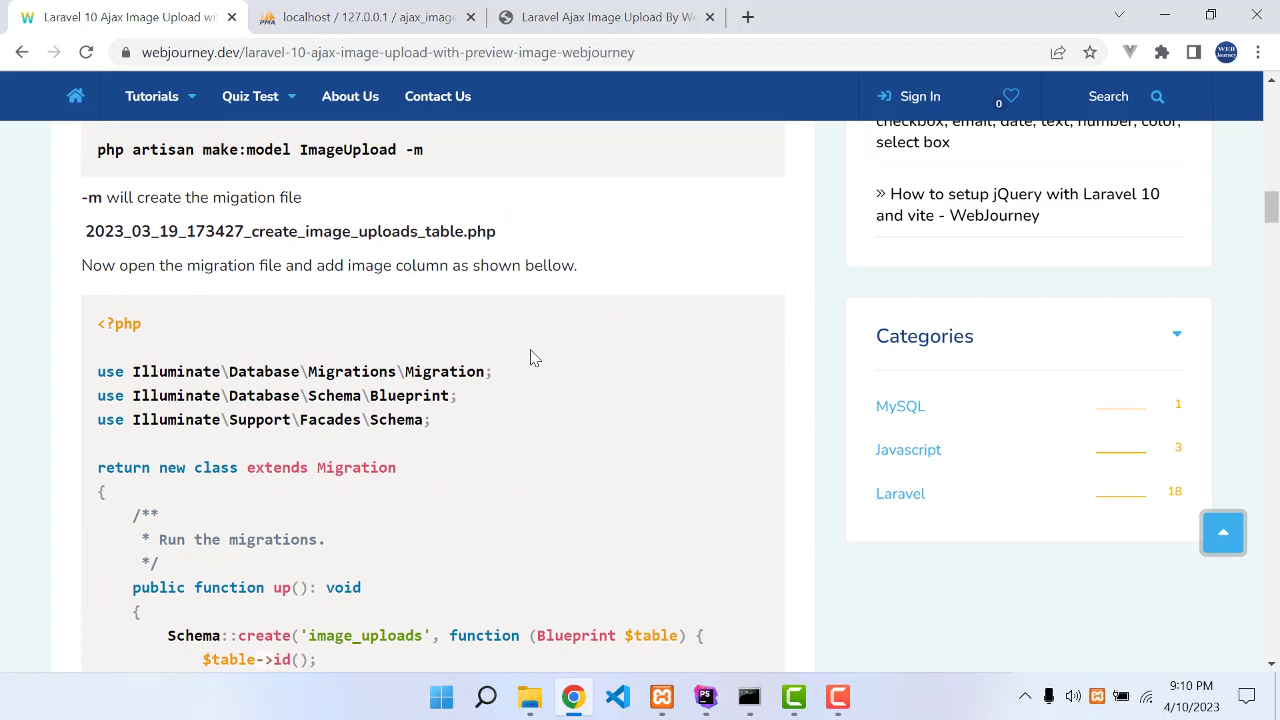 Laravel 10 Ajax Image Upload wit
localhost / 127.0.0.1 / ajax_image
Laravel Ajax Image Upload By We
webjourney.dev/laravel-10-ajax-image-upload-with-preview-image-webjourney
Tutorials
Quiz Test
About Us
Contact Us
Sign In
0
Search
php artisan make:model ImageUpload -m
-m will create the migation file
2023_03_19_173427_create_image_uploads_table.php
Now open the migration file and add image column as shown bellow.
<?php
use Illuminate\Database\Migrations\Migration;
use Illuminate\Database\Schema\Blueprint;
use Illuminate\Support\Facades\Schema;
return new class extends Migration
{
/**
* Run the migrations.
*/
public function up(): void
{
Schema::create('image_uploads', function (Blueprint $table) {
$table->id();
checkbox, email, date, text, number, color,
select box
» How to setup jQuery with Laravel 10
and vite - WebJourney
Categories
MySQL 1
Javascript 3
Laravel 18
9:10 PM
4/10/2023